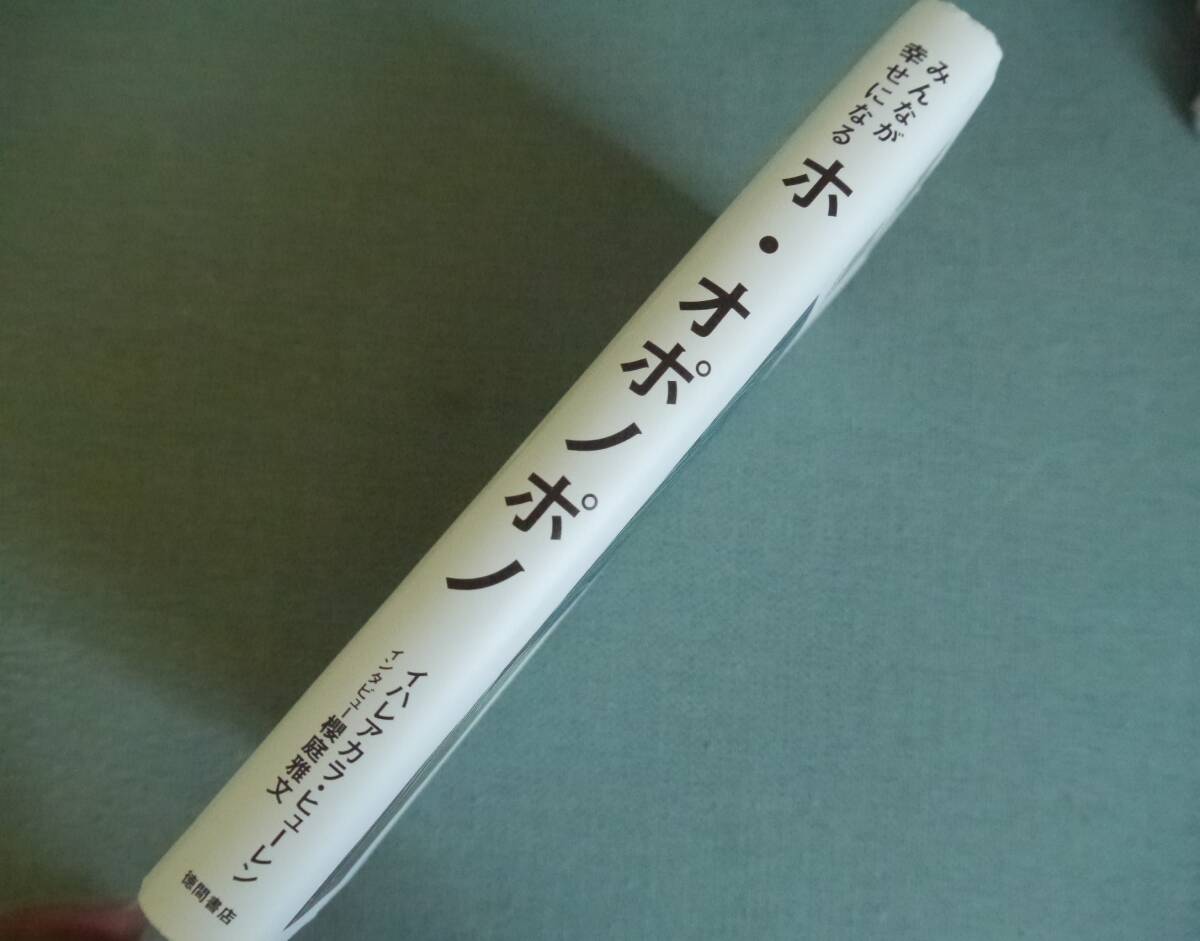 みんなが
幸せになる
ホ・オポノポノ
イハレアカラ・ヒューレン
インタビュー 櫻庭雅文
徳間書店